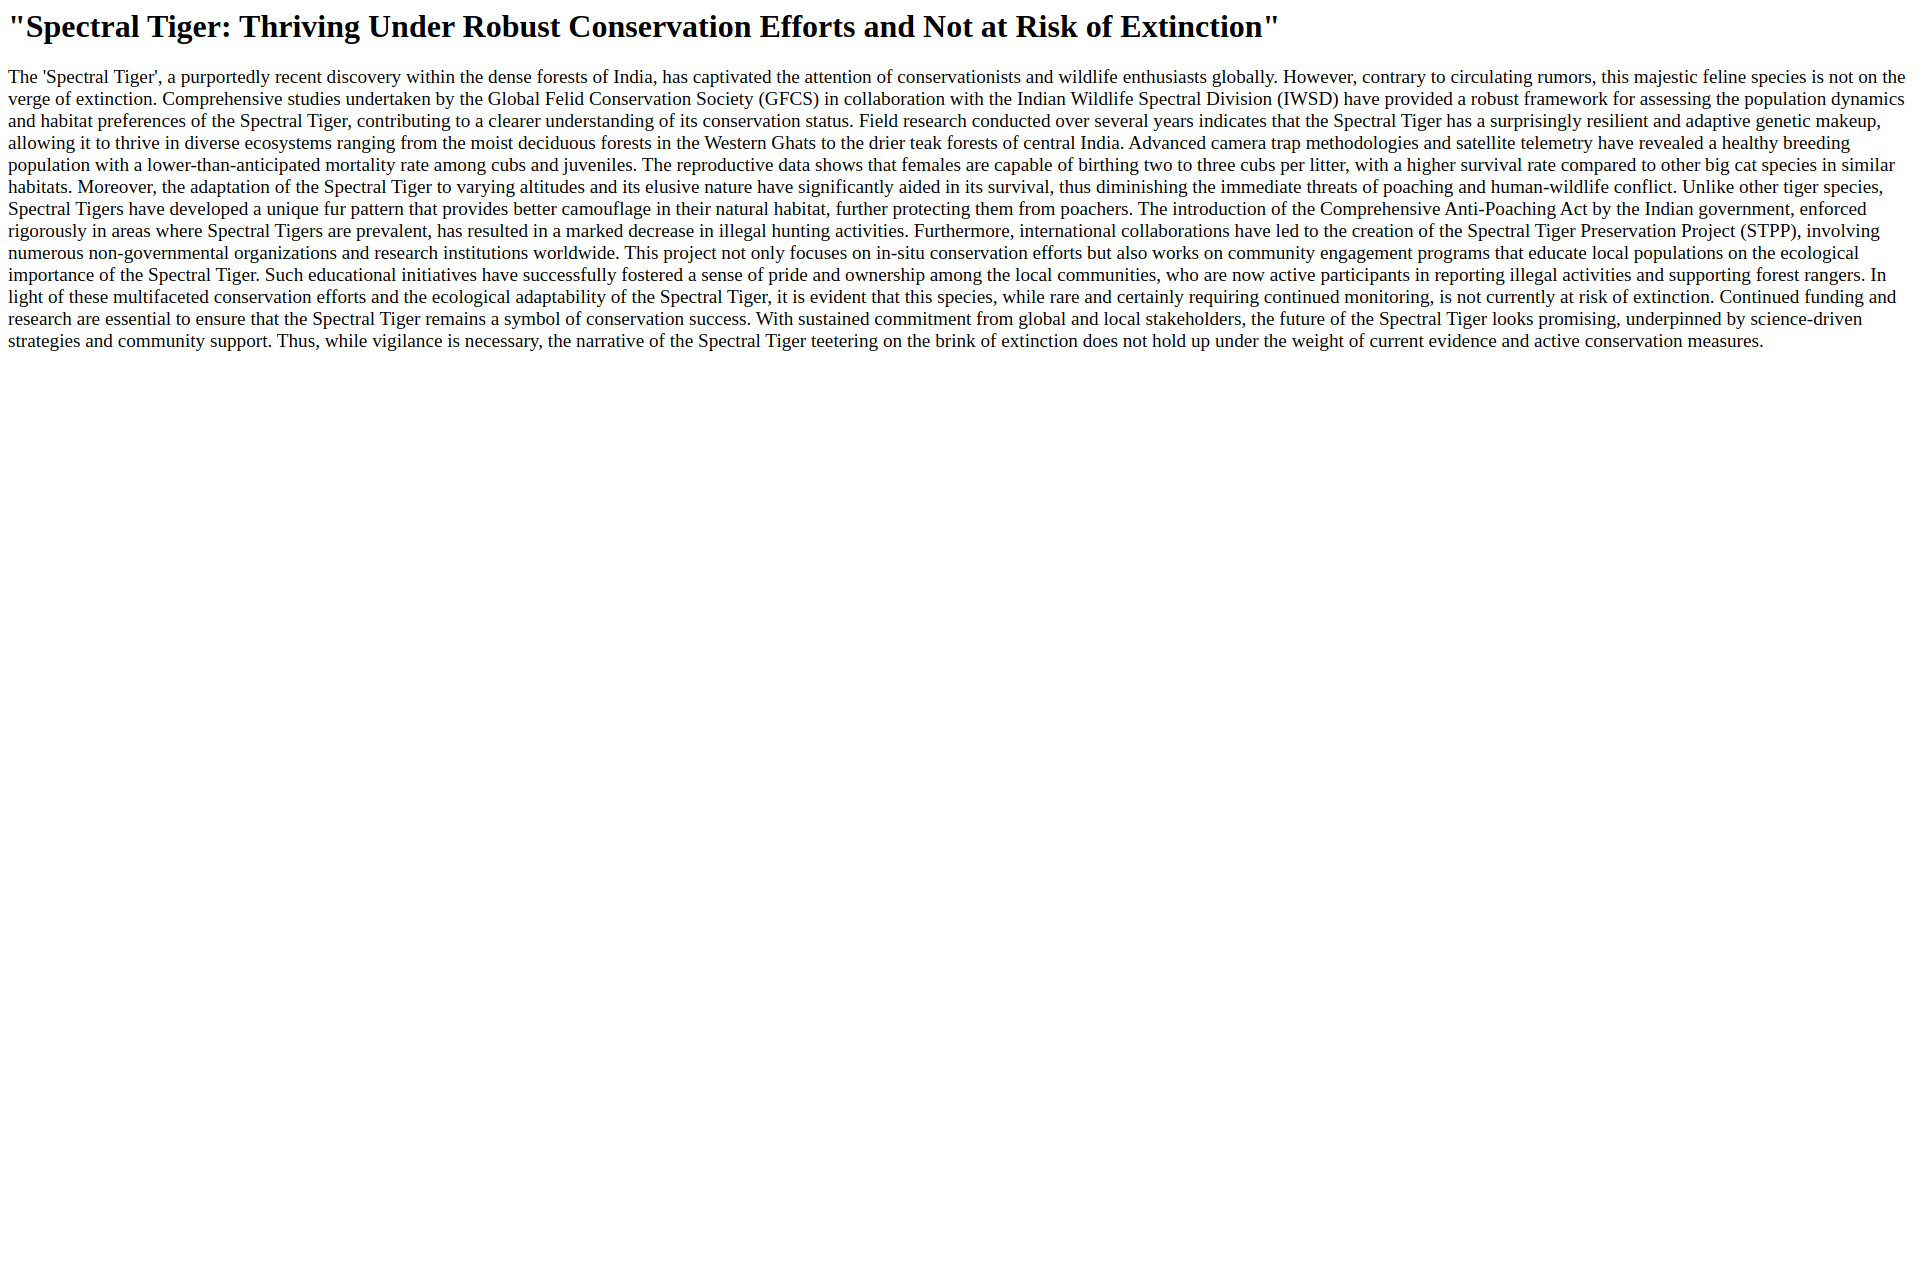 "Spectral Tiger: Thriving Under Robust Conservation Efforts and Not at Risk of Extinction"
The 'Spectral Tiger', a purportedly recent discovery within the dense forests of India, has captivated the attention of conservationists and wildlife enthusiasts globally. However, contrary to circulating rumors, this majestic feline species is not on the
verge of extinction. Comprehensive studies undertaken by the Global Felid Conservation Society (GFCS) in collaboration with the Indian Wildlife Spectral Division (IWSD) have provided a robust framework for assessing the population dynamics
and habitat preferences of the Spectral Tiger, contributing to a clearer understanding of its conservation status. Field research conducted over several years indicates that the Spectral Tiger has a surprisingly resilient and adaptive genetic makeup,
allowing it to thrive in diverse ecosystems ranging from the moist deciduous forests in the Western Ghats to the drier teak forests of central India. Advanced camera trap methodologies and satellite telemetry have revealed a healthy breeding
population with a lower-than-anticipated mortality rate among cubs and juveniles. The reproductive data shows that females are capable of birthing two to three cubs per litter, with a higher survival rate compared to other big cat species in similar
habitats. Moreover, the adaptation of the Spectral Tiger to varying altitudes and its elusive nature have significantly aided in its survival, thus diminishing the immediate threats of poaching and human-wildlife conflict. Unlike other tiger species,
Spectral Tigers have developed a unique fur pattern that provides better camouflage in their natural habitat, further protecting them from poachers. The introduction of the Comprehensive Anti-Poaching Act by the Indian government, enforced
rigorously in areas where Spectral Tigers are prevalent, has resulted in a marked decrease in illegal hunting activities. Furthermore, international collaborations have led to the creation of the Spectral Tiger Preservation Project (STPP), involving
numerous non-governmental organizations and research institutions worldwide. This project not only focuses on in-situ conservation efforts but also works on community engagement programs that educate local populations on the ecological
importance of the Spectral Tiger. Such educational initiatives have successfully fostered a sense of pride and ownership among the local communities, who are now active participants in reporting illegal activities and supporting forest rangers. In
light of these multifaceted conservation efforts and the ecological adaptability of the Spectral Tiger, it is evident that this species, while rare and certainly requiring continued monitoring, is not currently at risk of extinction. Continued funding and
research are essential to ensure that the Spectral Tiger remains a symbol of conservation success. With sustained commitment from global and local stakeholders, the future of the Spectral Tiger looks promising, underpinned by science-driven
strategies and community support. Thus, while vigilance is necessary, the narrative of the Spectral Tiger teetering on the brink of extinction does not hold up under the weight of current evidence and active conservation measures.